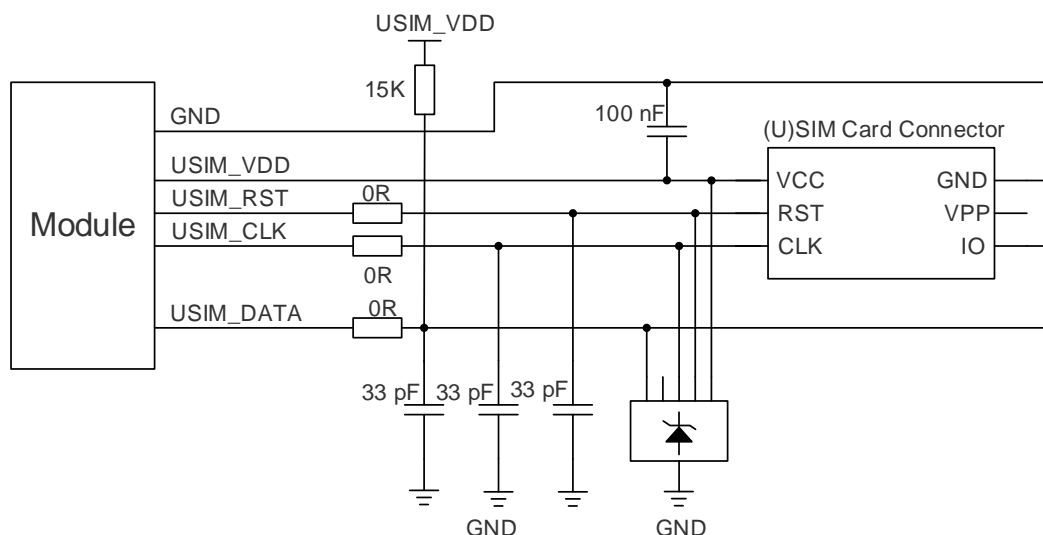 USIM_VDD
15K
GND
100 nF
(U)SIM Card Connector
USIM_VDD
VCC
GND
USIM_RST
0R
RST
VPP
Module
USIM_CLK
CLK
IO
0R
USIM_DATA
0R
33 pF
33 pF
33 pF
GND
GND